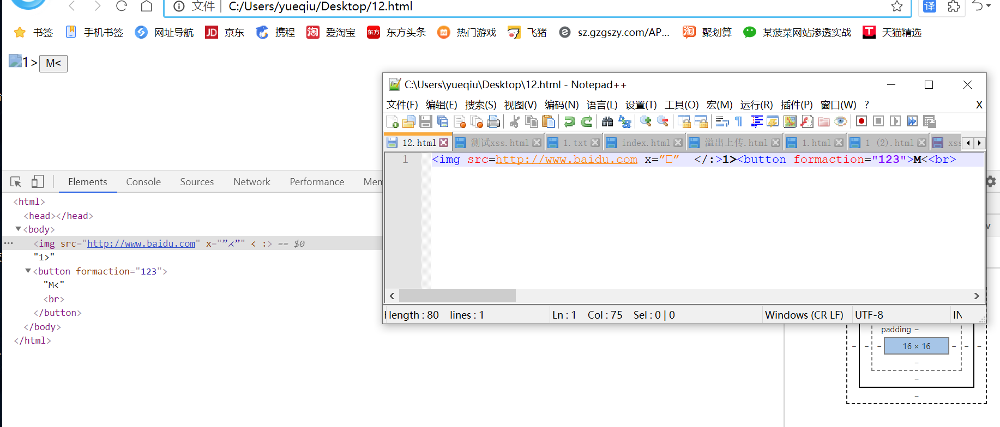 文件 C:/Users/yueqiu/Desktop/12.html 译
书签 手机书签 网址导航 JD 京东 携程 淘 爱淘宝 东方 东方头条 热门游戏 飞猪 sz.gzgszy.com/AP... 淘 聚划算 某菠菜网站渗透实战 T 天猫精选
1> M<
C:\Users\yueqiu\Desktop\12.html - Notepad++
文件(F) 编辑(E) 搜索(S) 视图(V) 编码(N) 语言(L) 设置(T) 工具(O) 宏(M) 运行(R) 插件(P) 窗口(W) ? X
12.html 测试xss.html 1.txt index.html 溢出上传.html 1.html 1 (2).html xss
1 <img src=http://www.baidu.com x=”□” </:>1><button formaction="123">M<<br>
length : 80 lines : 1 Ln : 1 Col : 75 Sel : 0 | 0 Windows (CR LF) UTF-8 IN
Elements Console Sources Network Performance Mem
<html>
<head></head>
<body>
<img src="http://www.baidu.com" x="”ㄨ”" < :> == $0
"1>"
<button formaction="123">
"M<"
<br>
</button>
</body>
</html>
padding -
- - - 16 × 16 - - -
-
-
-